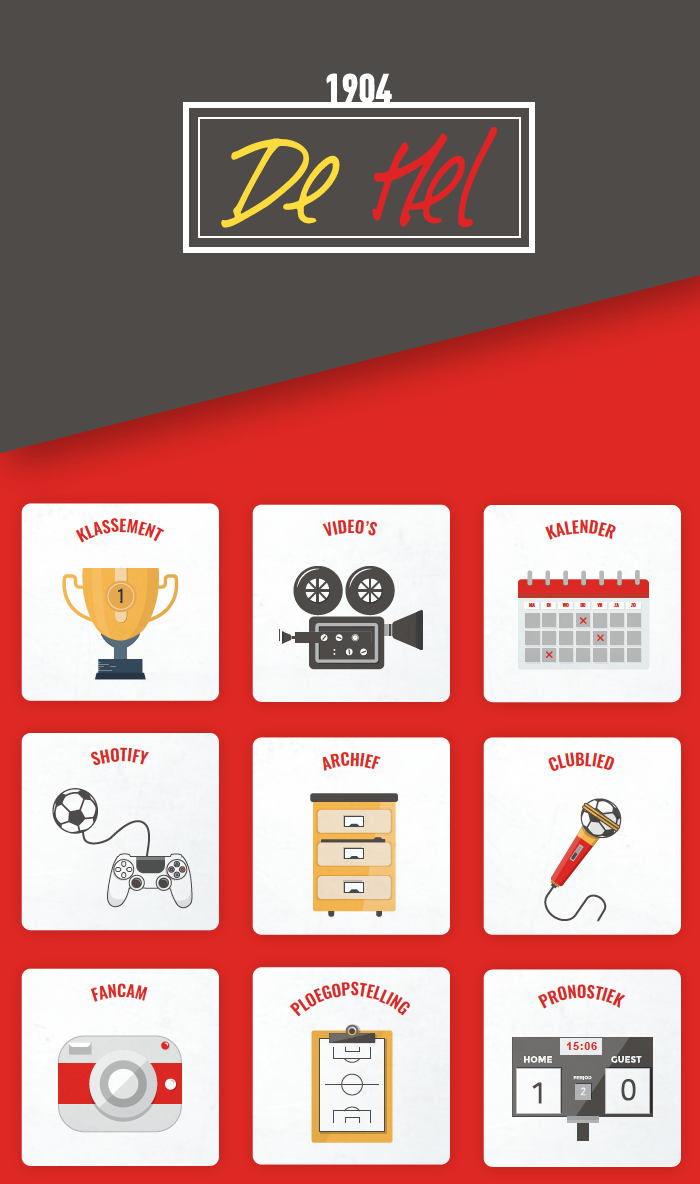 1904
De Hel
KLASSEMENT
1
VIDEO'S
KALENDER
MA DI WO DO VR ZA ZO
SHOTIFY
ARCHIEF
CLUBLIED
FANCAM
PLOEGOPSTELLING
PRONOSTIEK
15:06
HOME GUEST
PERIOD
1 2 0